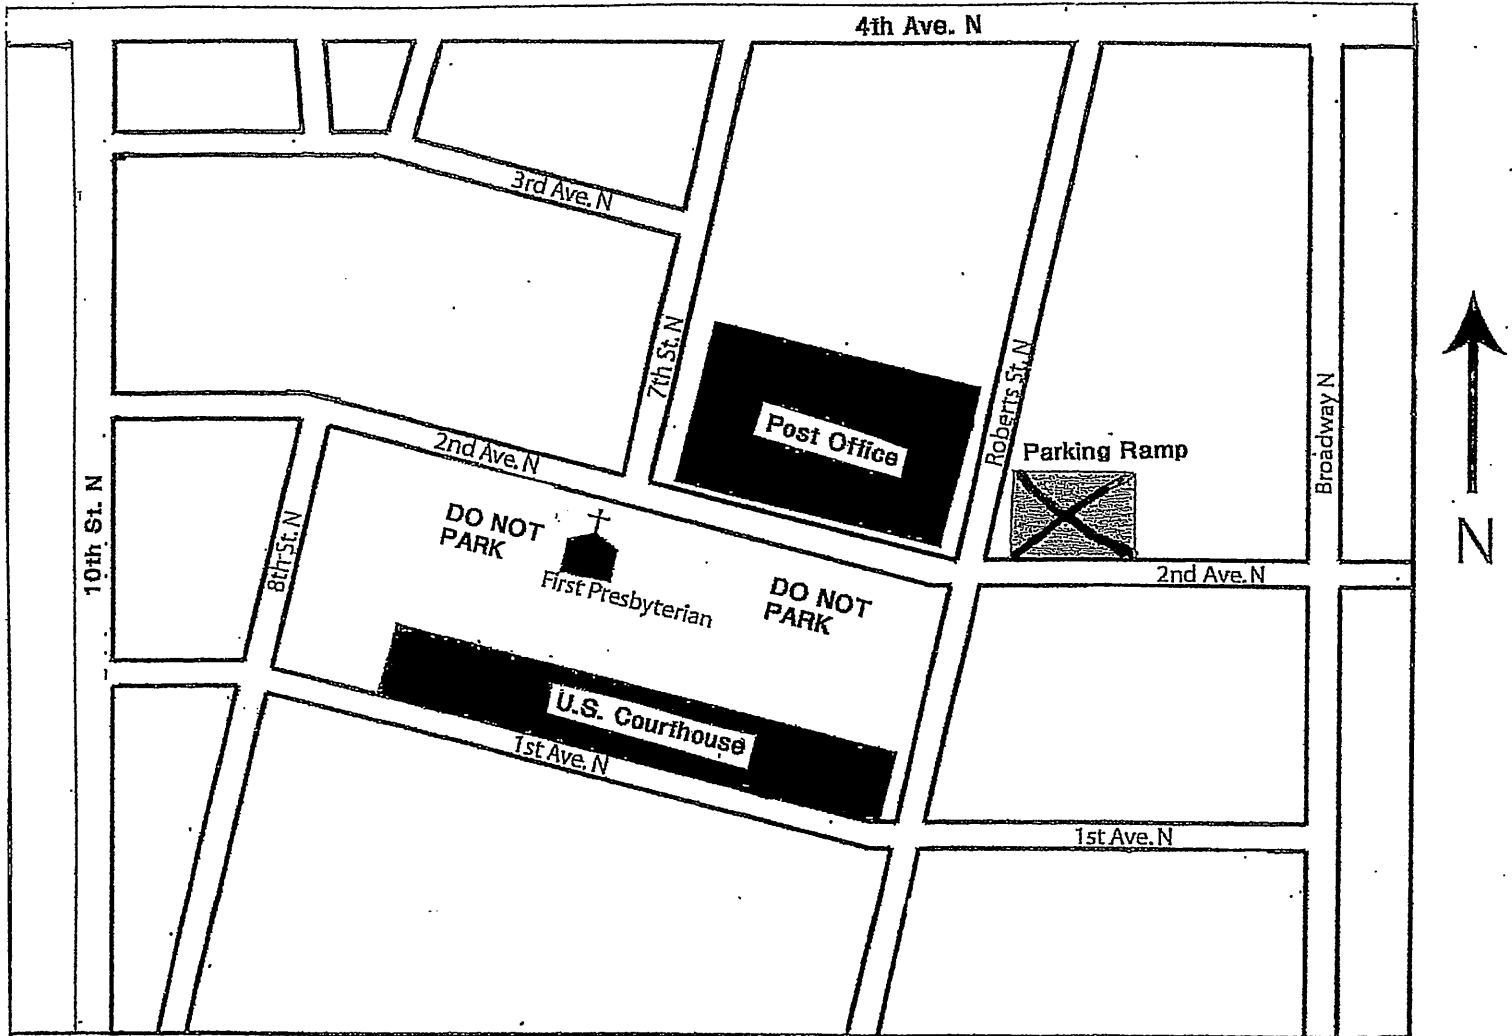 4th Ave. N
3rd Ave. N
7th St. N
Post Office
Roberts St. N
Parking Ramp
Broadway N
N
2nd Ave. N
10th St. N
8th St. N
DO NOT
PARK
First Presbyterian
DO NOT
PARK
2nd Ave. N
U.S. Courthouse
1st Ave. N
1st Ave. N